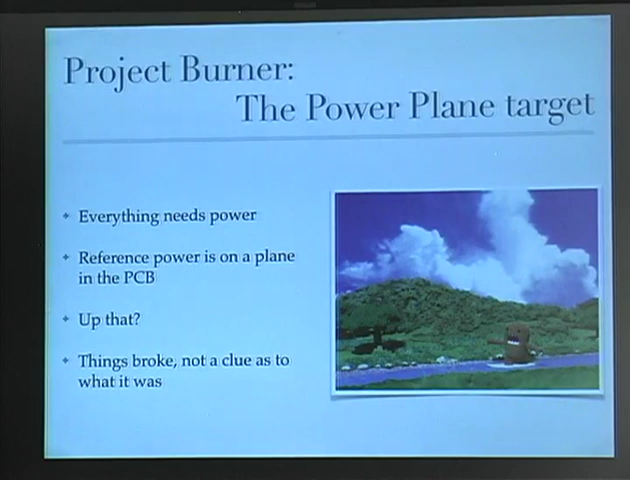 Project Burner:
The Power Plane target
Everything needs power
Reference power is on a plane
in the PCB
Up that?
Things broke, not a clue as to
what it was